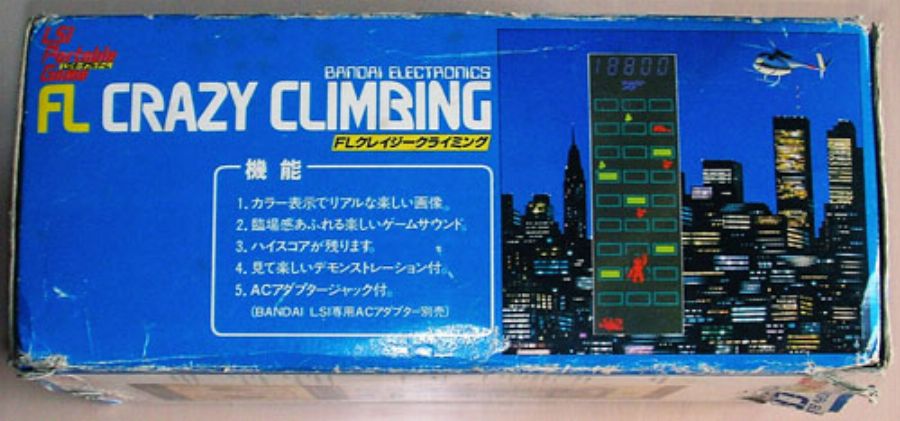 LSI
Portable
Game
BANDAI ELECTRONICS
FL CRAZY CLIMBING
FLクレイジークライミング
機能
1.カラー表示でリアルな楽しい画像。
2.臨場感あふれる楽しいゲームサウンド。
3.ハイスコアが残ります。
4.見て楽しいデモンストレーション付。
5.ACアダプタージャック付。
(BANDAI LSI専用ACアダプター別売)
18800